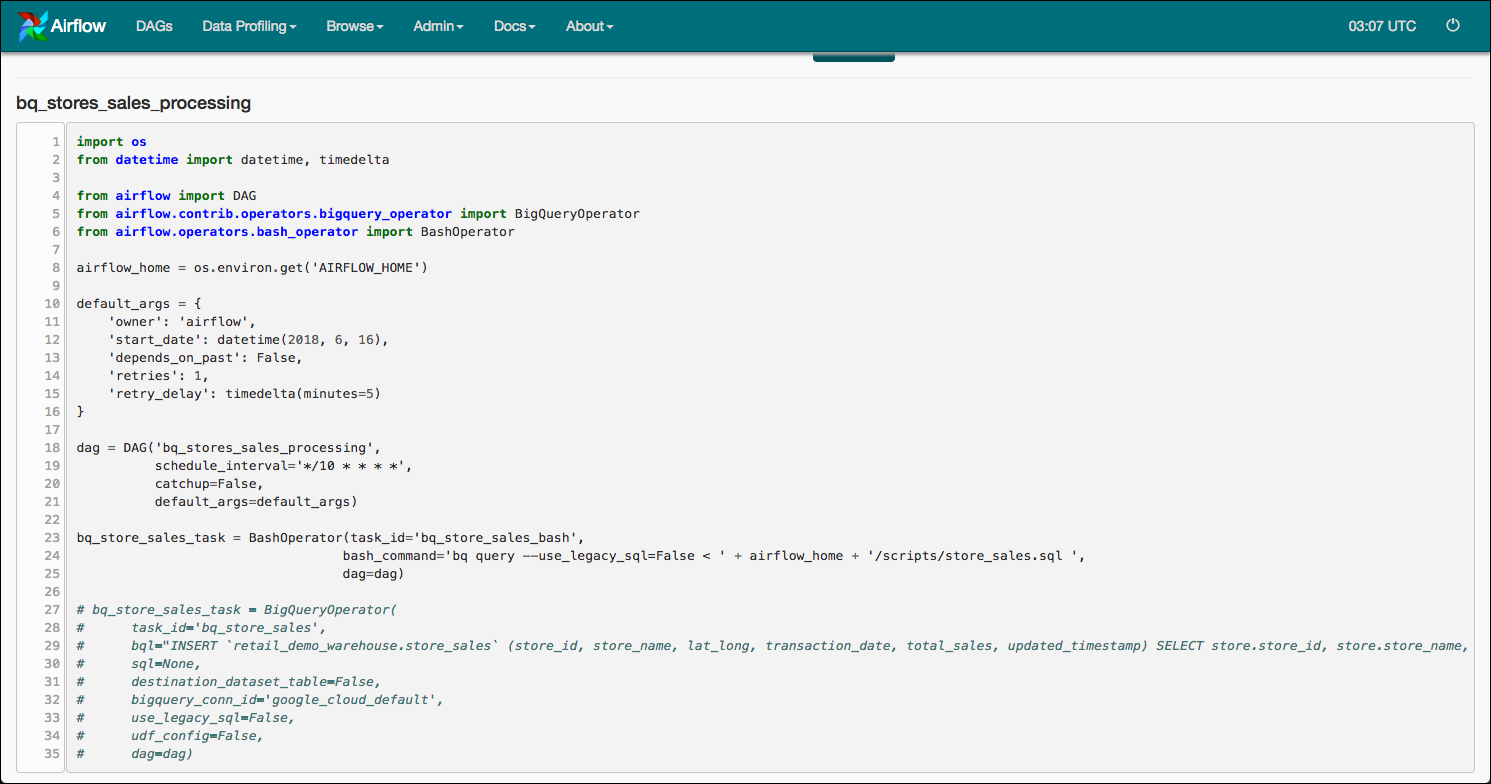 Airflow DAGs Data Profiling Browse Admin Docs About 03:07 UTC
bq_stores_sales_processing
1 import os
2 from datetime import datetime, timedelta
3
4 from airflow import DAG
5 from airflow.contrib.operators.bigquery_operator import BigQueryOperator
6 from airflow.operators.bash_operator import BashOperator
7
8 airflow_home = os.environ.get('AIRFLOW_HOME')
9
10 default_args = {
11     'owner': 'airflow',
12     'start_date': datetime(2018, 6, 16),
13     'depends_on_past': False,
14     'retries': 1,
15     'retry_delay': timedelta(minutes=5)
16 }
17
18 dag = DAG('bq_stores_sales_processing',
19           schedule_interval='*/10 * * * *',
20           catchup=False,
21           default_args=default_args)
22
23 bq_store_sales_task = BashOperator(task_id='bq_store_sales_bash',
24                                   bash_command='bq query --use_legacy_sql=False < ' + airflow_home + '/scripts/store_sales.sql ',
25                                   dag=dag)
26
27 # bq_store_sales_task = BigQueryOperator(
28 #      task_id='bq_store_sales',
29 #      bql="INSERT `retail_demo_warehouse.store_sales` (store_id, store_name, lat_long, transaction_date, total_sales, updated_timestamp) SELECT store.store_id, store.store_name,
30 #      sql=None,
31 #      destination_dataset_table=False,
32 #      bigquery_conn_id='google_cloud_default',
33 #      use_legacy_sql=False,
34 #      udf_config=False,
35 #      dag=dag)